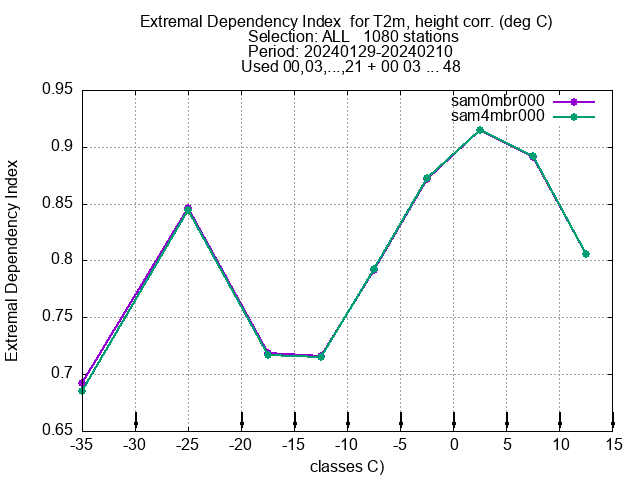 Extremal Dependency Index  for T2m, height corr. (deg C)
Selection: ALL   1080 stations
Period: 20240129-20240210
Used 00,03,...,21 + 00 03 ... 48
sam0mbr000
sam4mbr000
Extremal Dependency Index
0.95
0.9
0.85
0.8
0.75
0.7
0.65
-35 -30 -25 -20 -15 -10 -5 0 5 10 15
classes C)